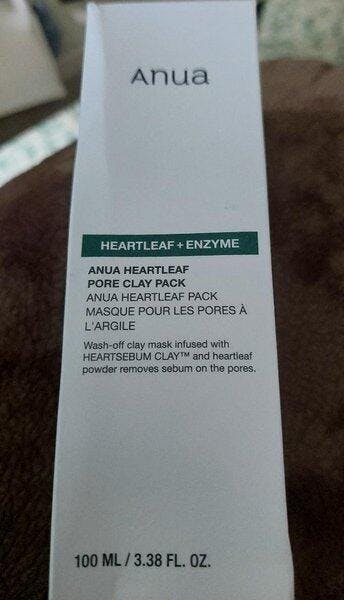 Anua
HEARTLEAF + ENZYME
ANUA HEARTLEAF
PORE CLAY PACK
ANUA HEARTLEAF PACK
MASQUE POUR LES PORES À
L'ARGILE
Wash-off clay mask infused with
HEARTSEBUM CLAY™ and heartleaf
powder removes sebum on the pores.
100 ML / 3.38 FL. OZ.